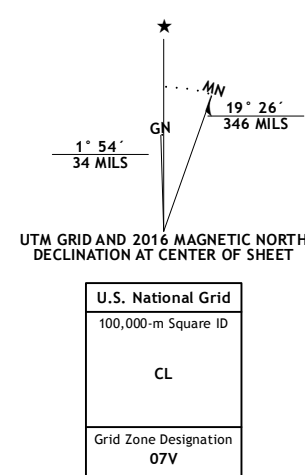 ★
MN
19° 26´
346 MILS
GN
1° 54´
34 MILS
UTM GRID AND 2016 MAGNETIC NORTH
DECLINATION AT CENTER OF SHEET
U.S. National Grid
100,000-m Square ID
CL
Grid Zone Designation
07V